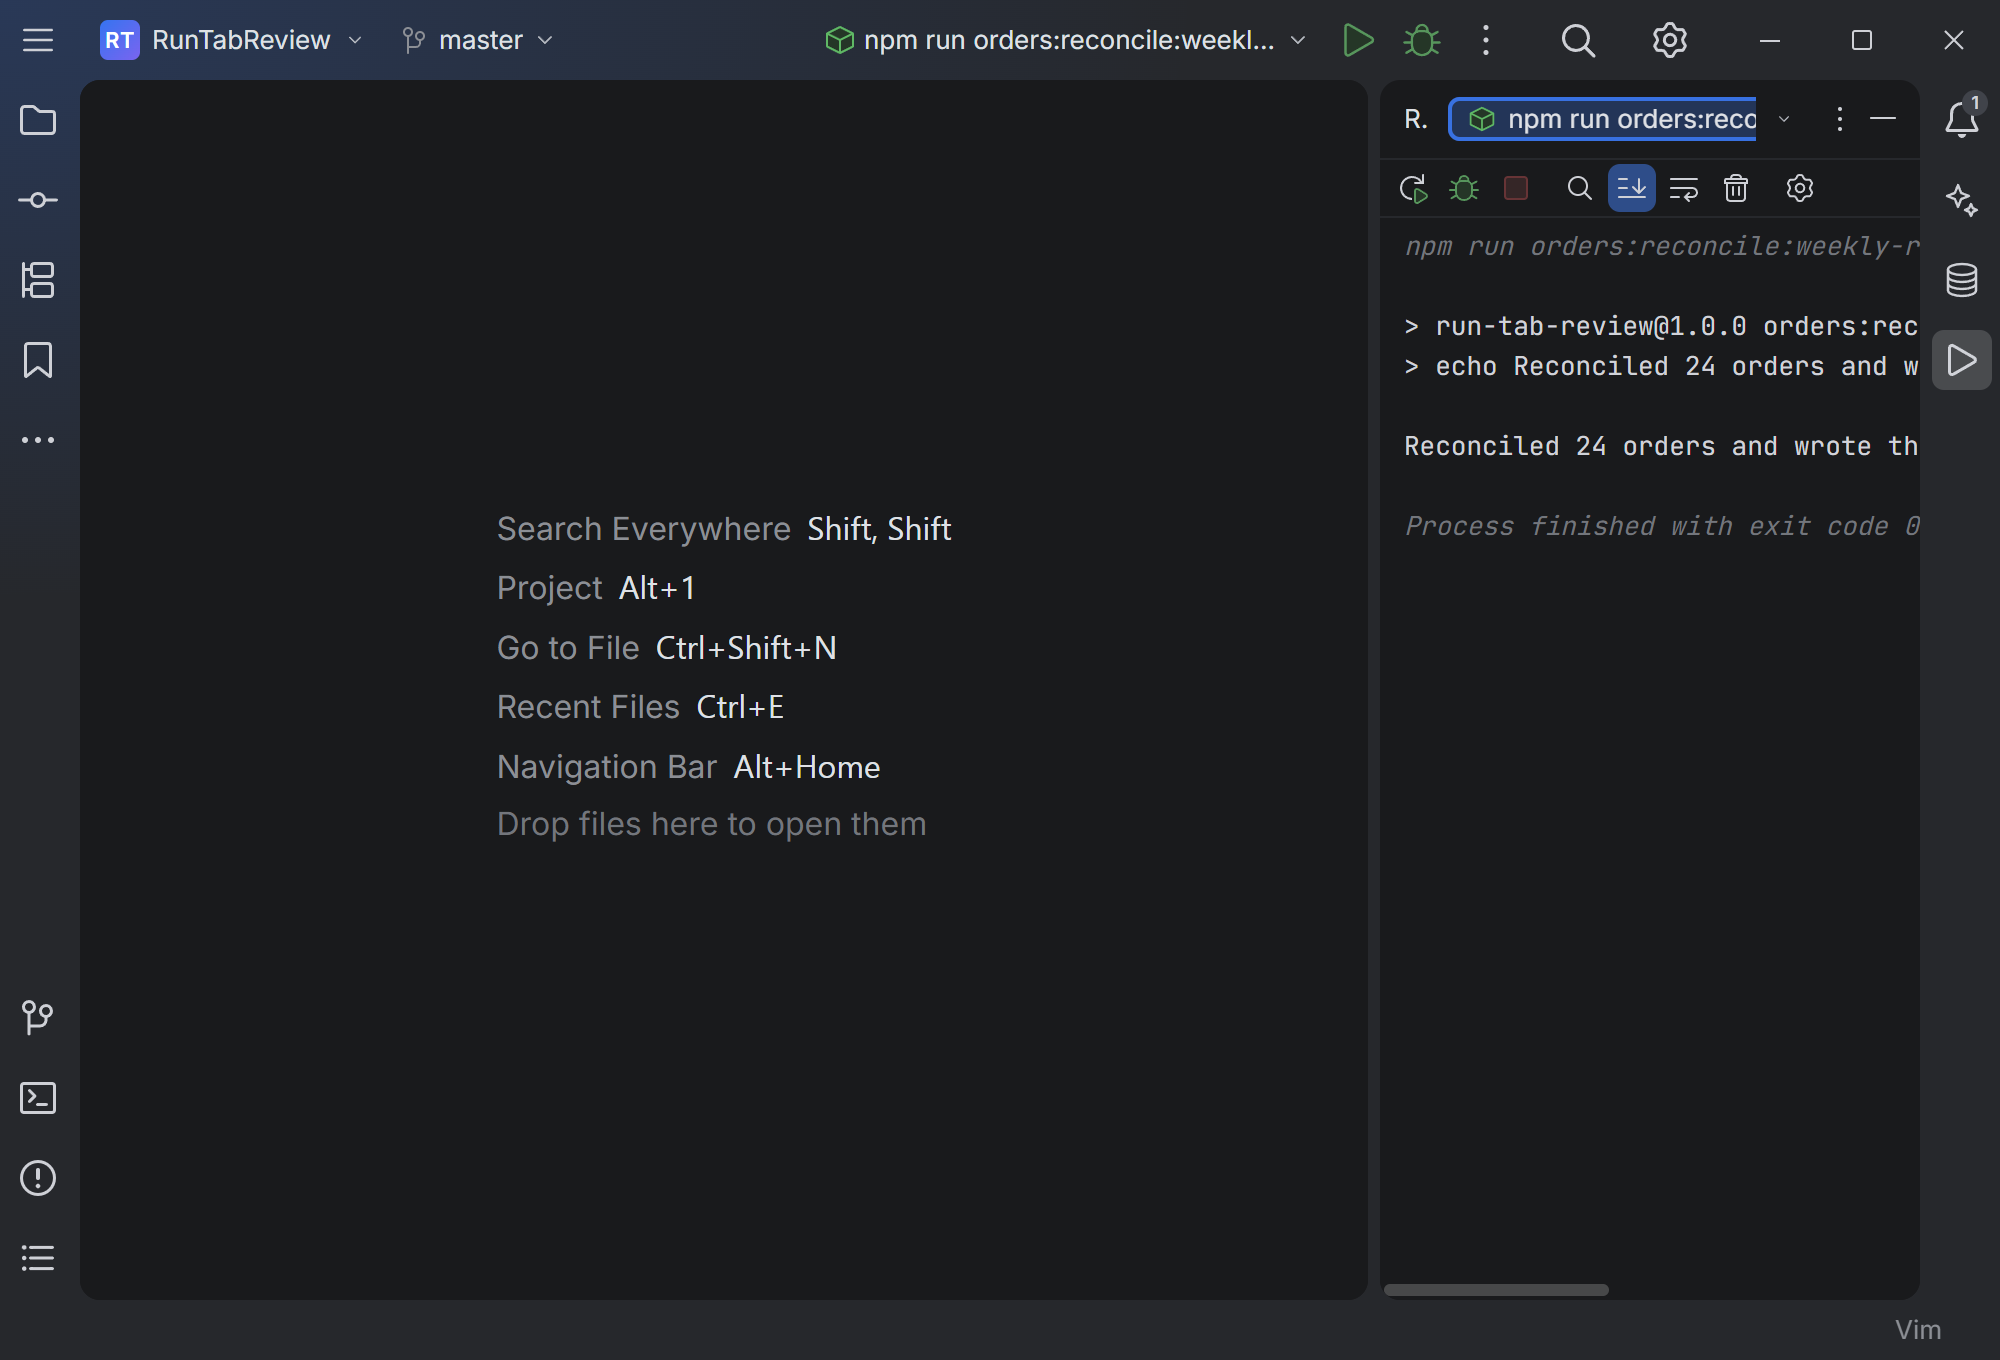 RT RunTabReview master npm run orders:reconcile:weekl...
R. npm run orders:reco
1
npm run orders:reconcile:weekly-r
> run-tab-review@1.0.0 orders:rec
> echo Reconciled 24 orders and w
Reconciled 24 orders and wrote th
Process finished with exit code 0
Search Everywhere Shift, Shift
Project Alt+1
Go to File Ctrl+Shift+N
Recent Files Ctrl+E
Navigation Bar Alt+Home
Drop files here to open them
Vim